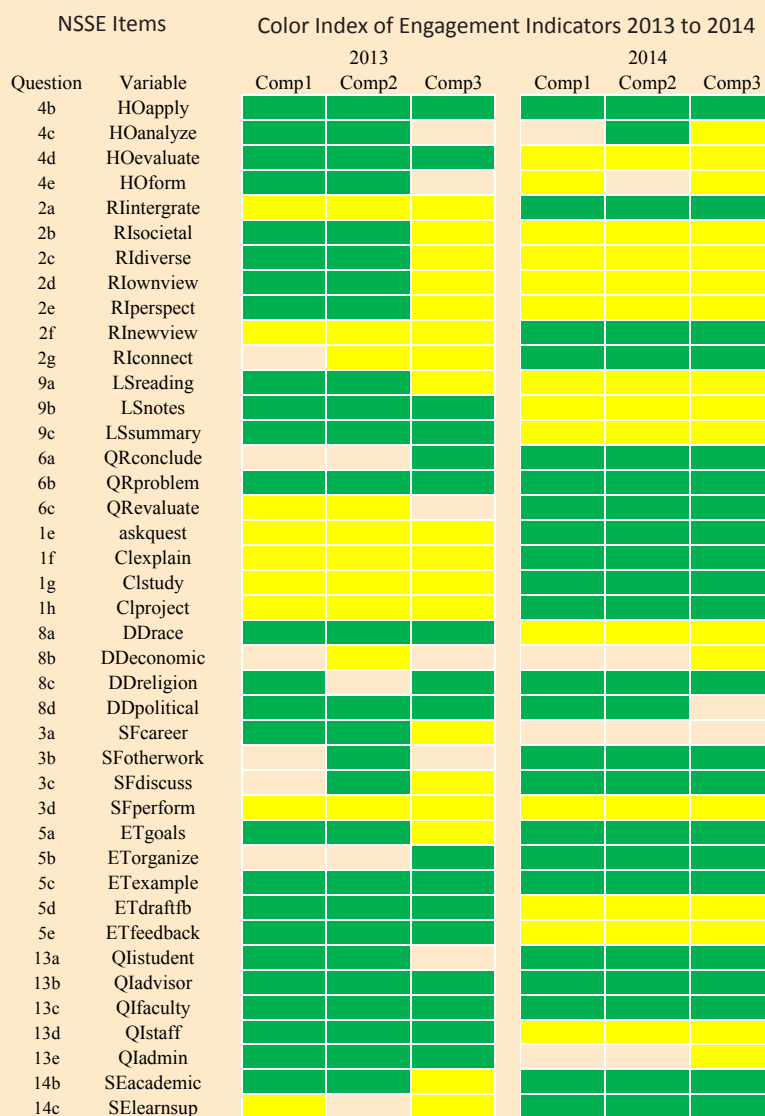 NSSE Items Color Index of Engagement Indicators 2013 to 2014
2013 2014
Question Variable Comp1 Comp2 Comp3 Comp1 Comp2 Comp3
4b HOapply
4c HOanalyze
4d HOevaluate
4e HOform
2a RIintergrate
2b RIsocietal
2c RIdiverse
2d RIownview
2e RIperspect
2f RInewview
2g RIconnect
9a LSreading
9b LSnotes
9c LSsummary
6a QRconclude
6b QRproblem
6c QRevaluate
1e askquest
1f Clexplain
1g Clstudy
1h Clproject
8a DDrace
8b DDeconomic
8c DDreligion
8d DDpolitical
3a SFcareer
3b SFotherwork
3c SFdiscuss
3d SFperform
5a ETgoals
5b ETorganize
5c ETexample
5d ETdraftfb
5e ETfeedback
13a QIistudent
13b QIadvisor
13c QIfaculty
13d QIstaff
13e QIadmin
14b SEacademic
14c SElearnsup